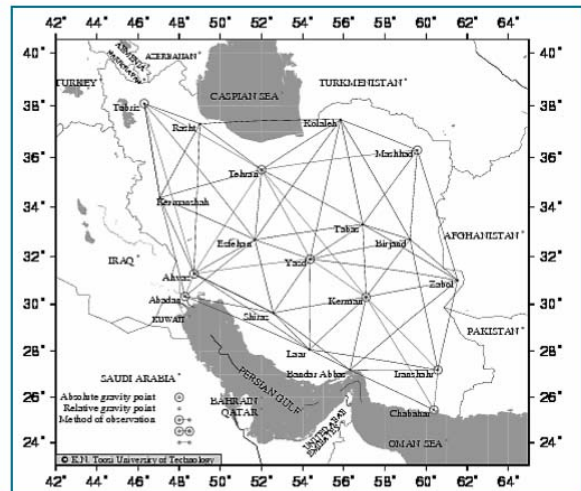 42° 44° 46° 48° 50° 52° 54° 56° 58° 60° 62° 64°
40° 40°
AZERBAIJAN
TURKEY
CASPIAN SEA
TURKMENISTAN
38° 38°
Tabriz
Rasht
Kolaleh
Mashhad
36° 36°
Tehran
34° 34°
Kermanshah
Tabas
Esfehan
Birjand
AFGHANISTAN
32° 32°
IRAQ
Yazd
Ahvaz
Zabol
Abadan
Kerman
30° 30°
KUWAIT
Shiraz
PAKISTAN
28° 28°
Laar
Bandar Abbas
Iranshahr
SAUDI ARABIA
PERSIAN GULF
Absolute gravity point
Relative gravity point
26° 26°
BAHRAIN
Chabahar
Method of observation
QATAR
UNITED ARAB
EMIRATES
OMAN SEA
24° 24°
© K.N. Toosi University of Technology
42° 44° 46° 48° 50° 52° 54° 56° 58° 60° 62° 64°